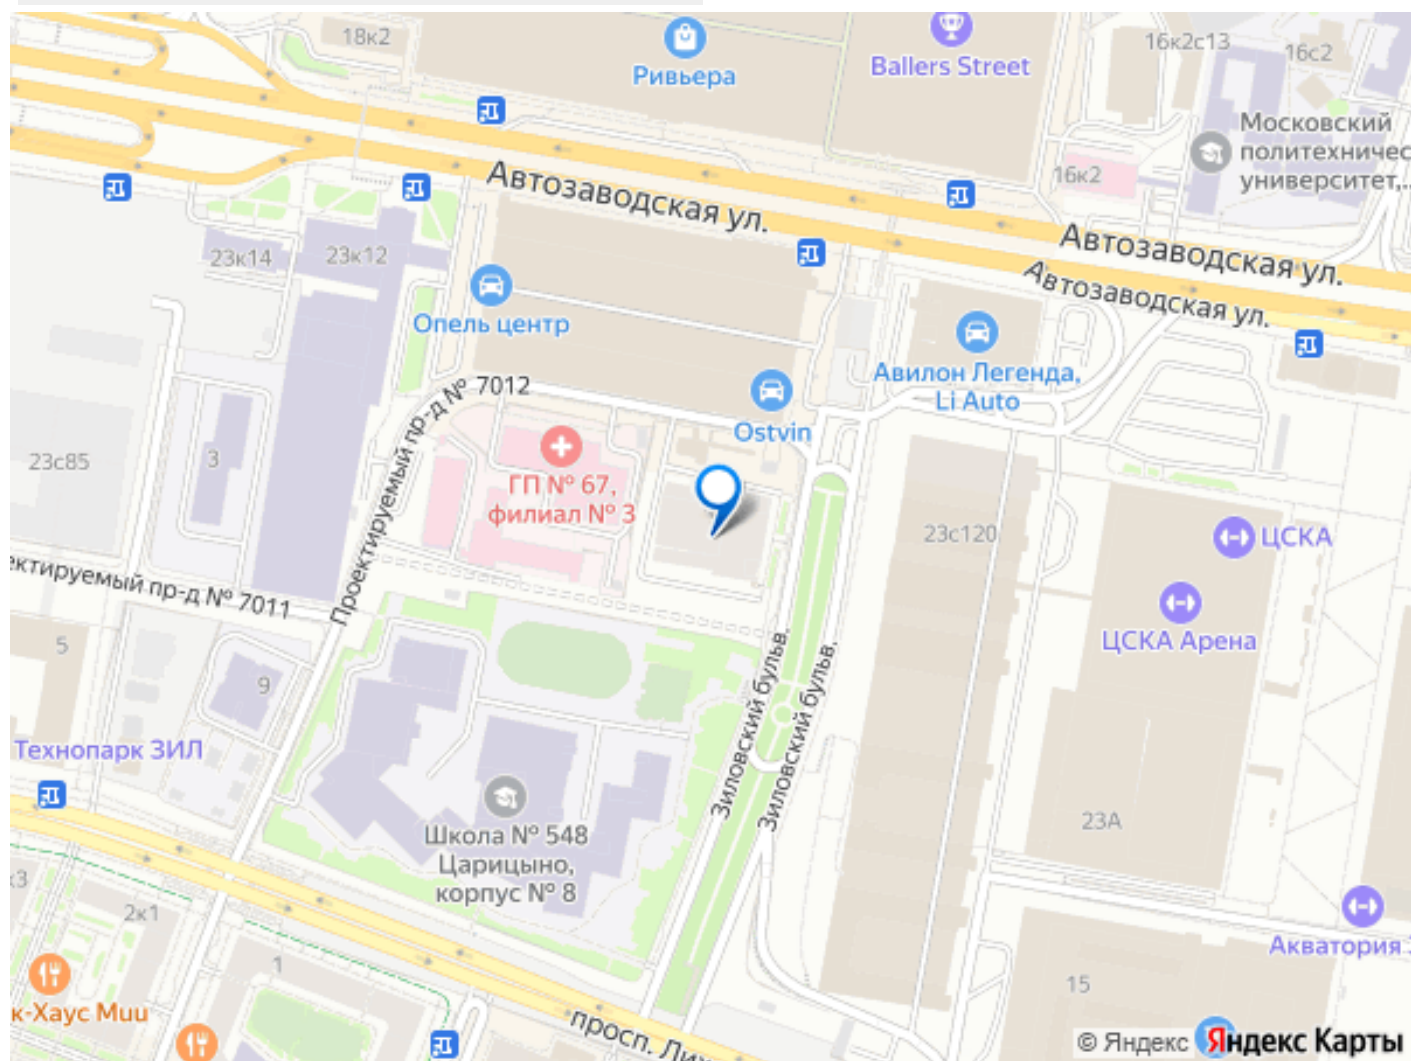 18к2
Ривьера
Ballers Street
16к2с13
16с2
Московский
политехничес
университет,..
16к2
Автозаводская ул.
Автозаводская ул.
Автозаводская ул.
23к14
23к12
Опель центр
Авилон Легенда,
Li Auto
Проектируемый пр-д № 7012
Ostvin
23с85
3
ГП № 67,
филиал № 3
23с120
ЦСКА
ектируемый пр-д № 7011
ЦСКА Арена
5
9
Зиловский бульв.
Зиловский бульв.
Технопарк ЗИЛ
Школа № 548
Царицыно,
корпус № 8
23А
к3
2к1
1
Акватория З
15
к-Хаус Muu
просп. Лих
© Яндекс Яндекс Карты